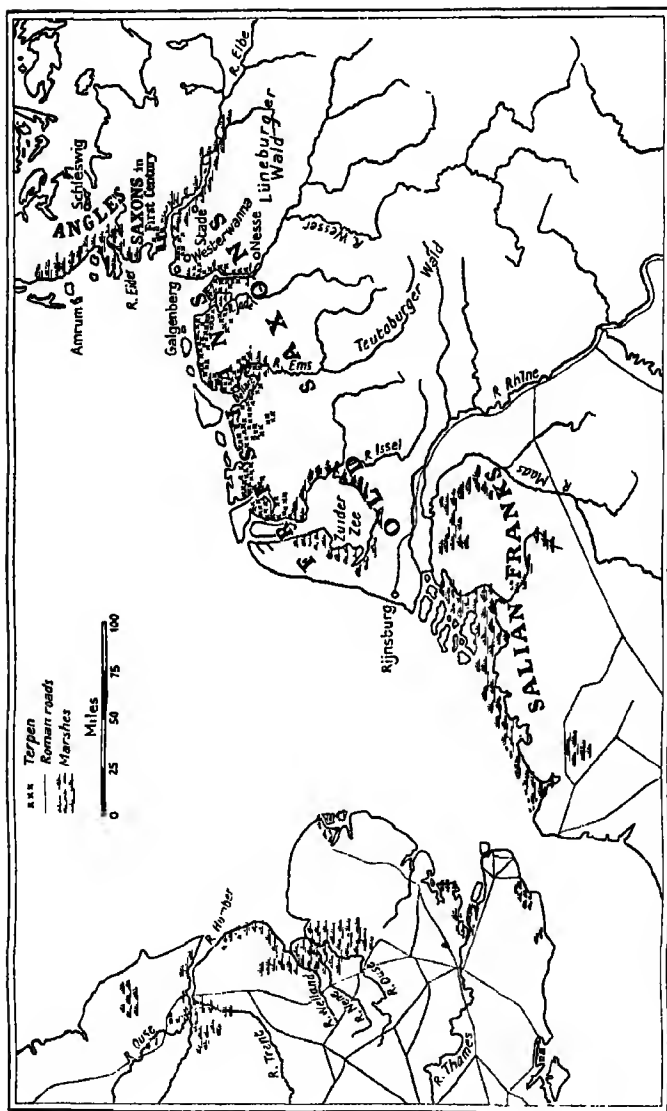 ××× Terpen
Roman roads
Marshes
Miles
0 25 50 75 100
R. Ouse
R. Humber
R. Trent
R. Welland
R. Nene
R. Ouse
R. Thames
Amrum
Schleswig
ANGLES
R. Eider
SAXONS in
First Century
Galgenberg
Stade
Westerwanna
Nesse
R. Elbe
Lüneburger
Wald
FRISIANS
OLD SAXONS
R. Weser
R. Ems
Teutoburger Wald
Zuider
Zee
R. Issel
Rijnsburg
R. Rhine
R. Maas
SALIAN FRANKS